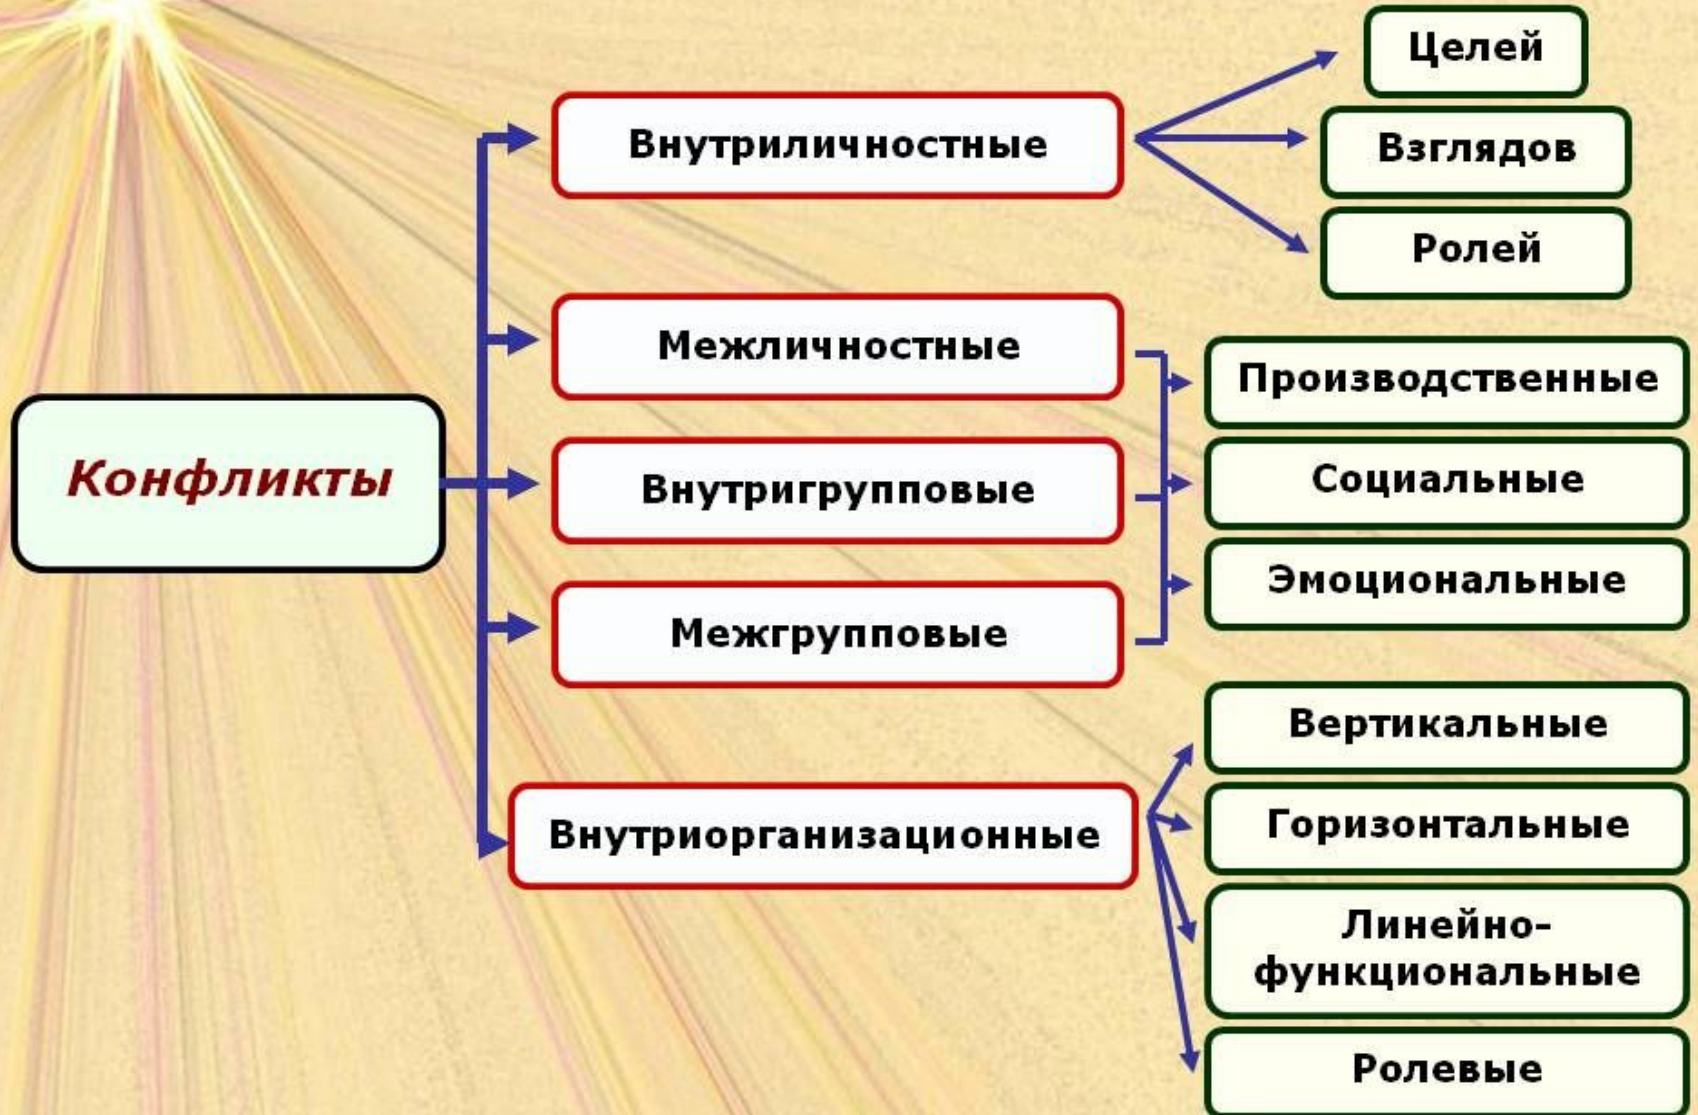 Конфликты
Внутриличностные
Целей
Взглядов
Ролей
Межличностные
Внутригрупповые
Межгрупповые
Производственные
Социальные
Эмоциональные
Внутриорганизационные
Вертикальные
Горизонтальные
Линейно-
функциональные
Ролевые